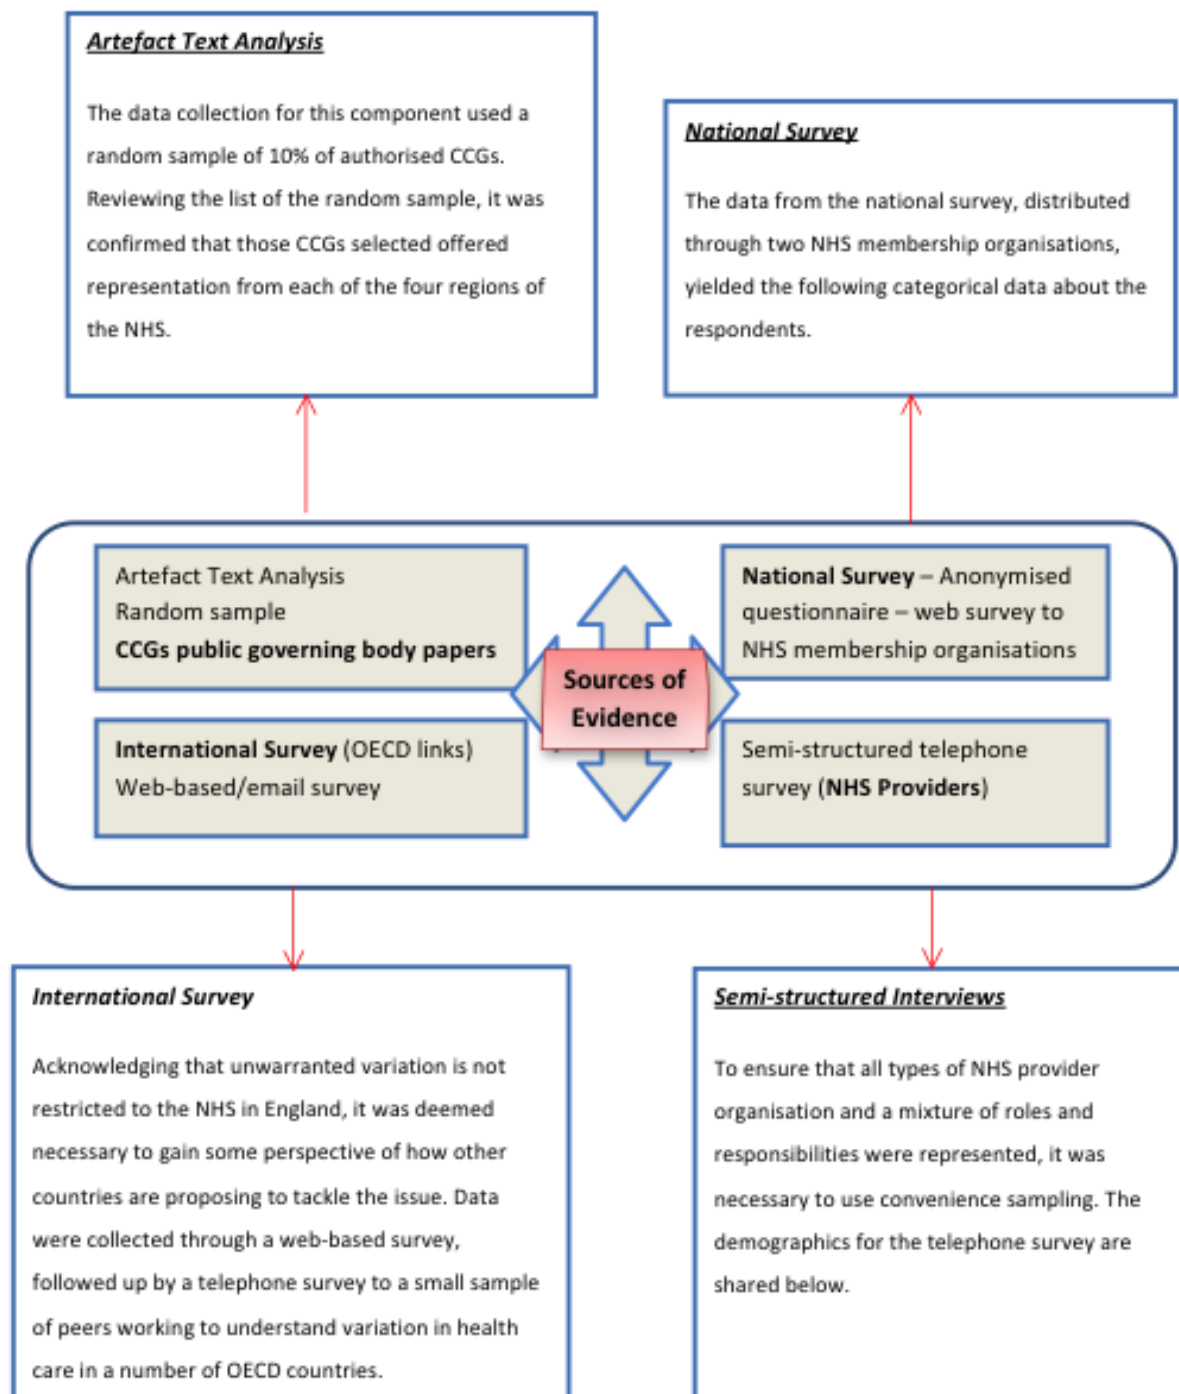 Artefact Text Analysis
The data collection for this component used a
random sample of 10% of authorised CCGs.
Reviewing the list of the random sample, it was
confirmed that those CCGs selected offered
representation from each of the four regions of
the NHS.
National Survey
The data from the national survey, distributed
through two NHS membership organisations,
yielded the following categorical data about the
respondents.
Artefact Text Analysis
Random sample
CCGs public governing body papers
National Survey – Anonymised
questionnaire – web survey to
NHS membership organisations
Sources of
Evidence
International Survey (OECD links)
Web-based/email survey
Semi-structured telephone
survey (NHS Providers)
International Survey
Acknowledging that unwarranted variation is not
restricted to the NHS in England, it was deemed
necessary to gain some perspective of how other
countries are proposing to tackle the issue. Data
were collected through a web-based survey,
followed up by a telephone survey to a small sample
of peers working to understand variation in health
care in a number of OECD countries.
Semi-structured Interviews
To ensure that all types of NHS provider
organisation and a mixture of roles and
responsibilities were represented, it was
necessary to use convenience sampling. The
demographics for the telephone survey are
shared below.